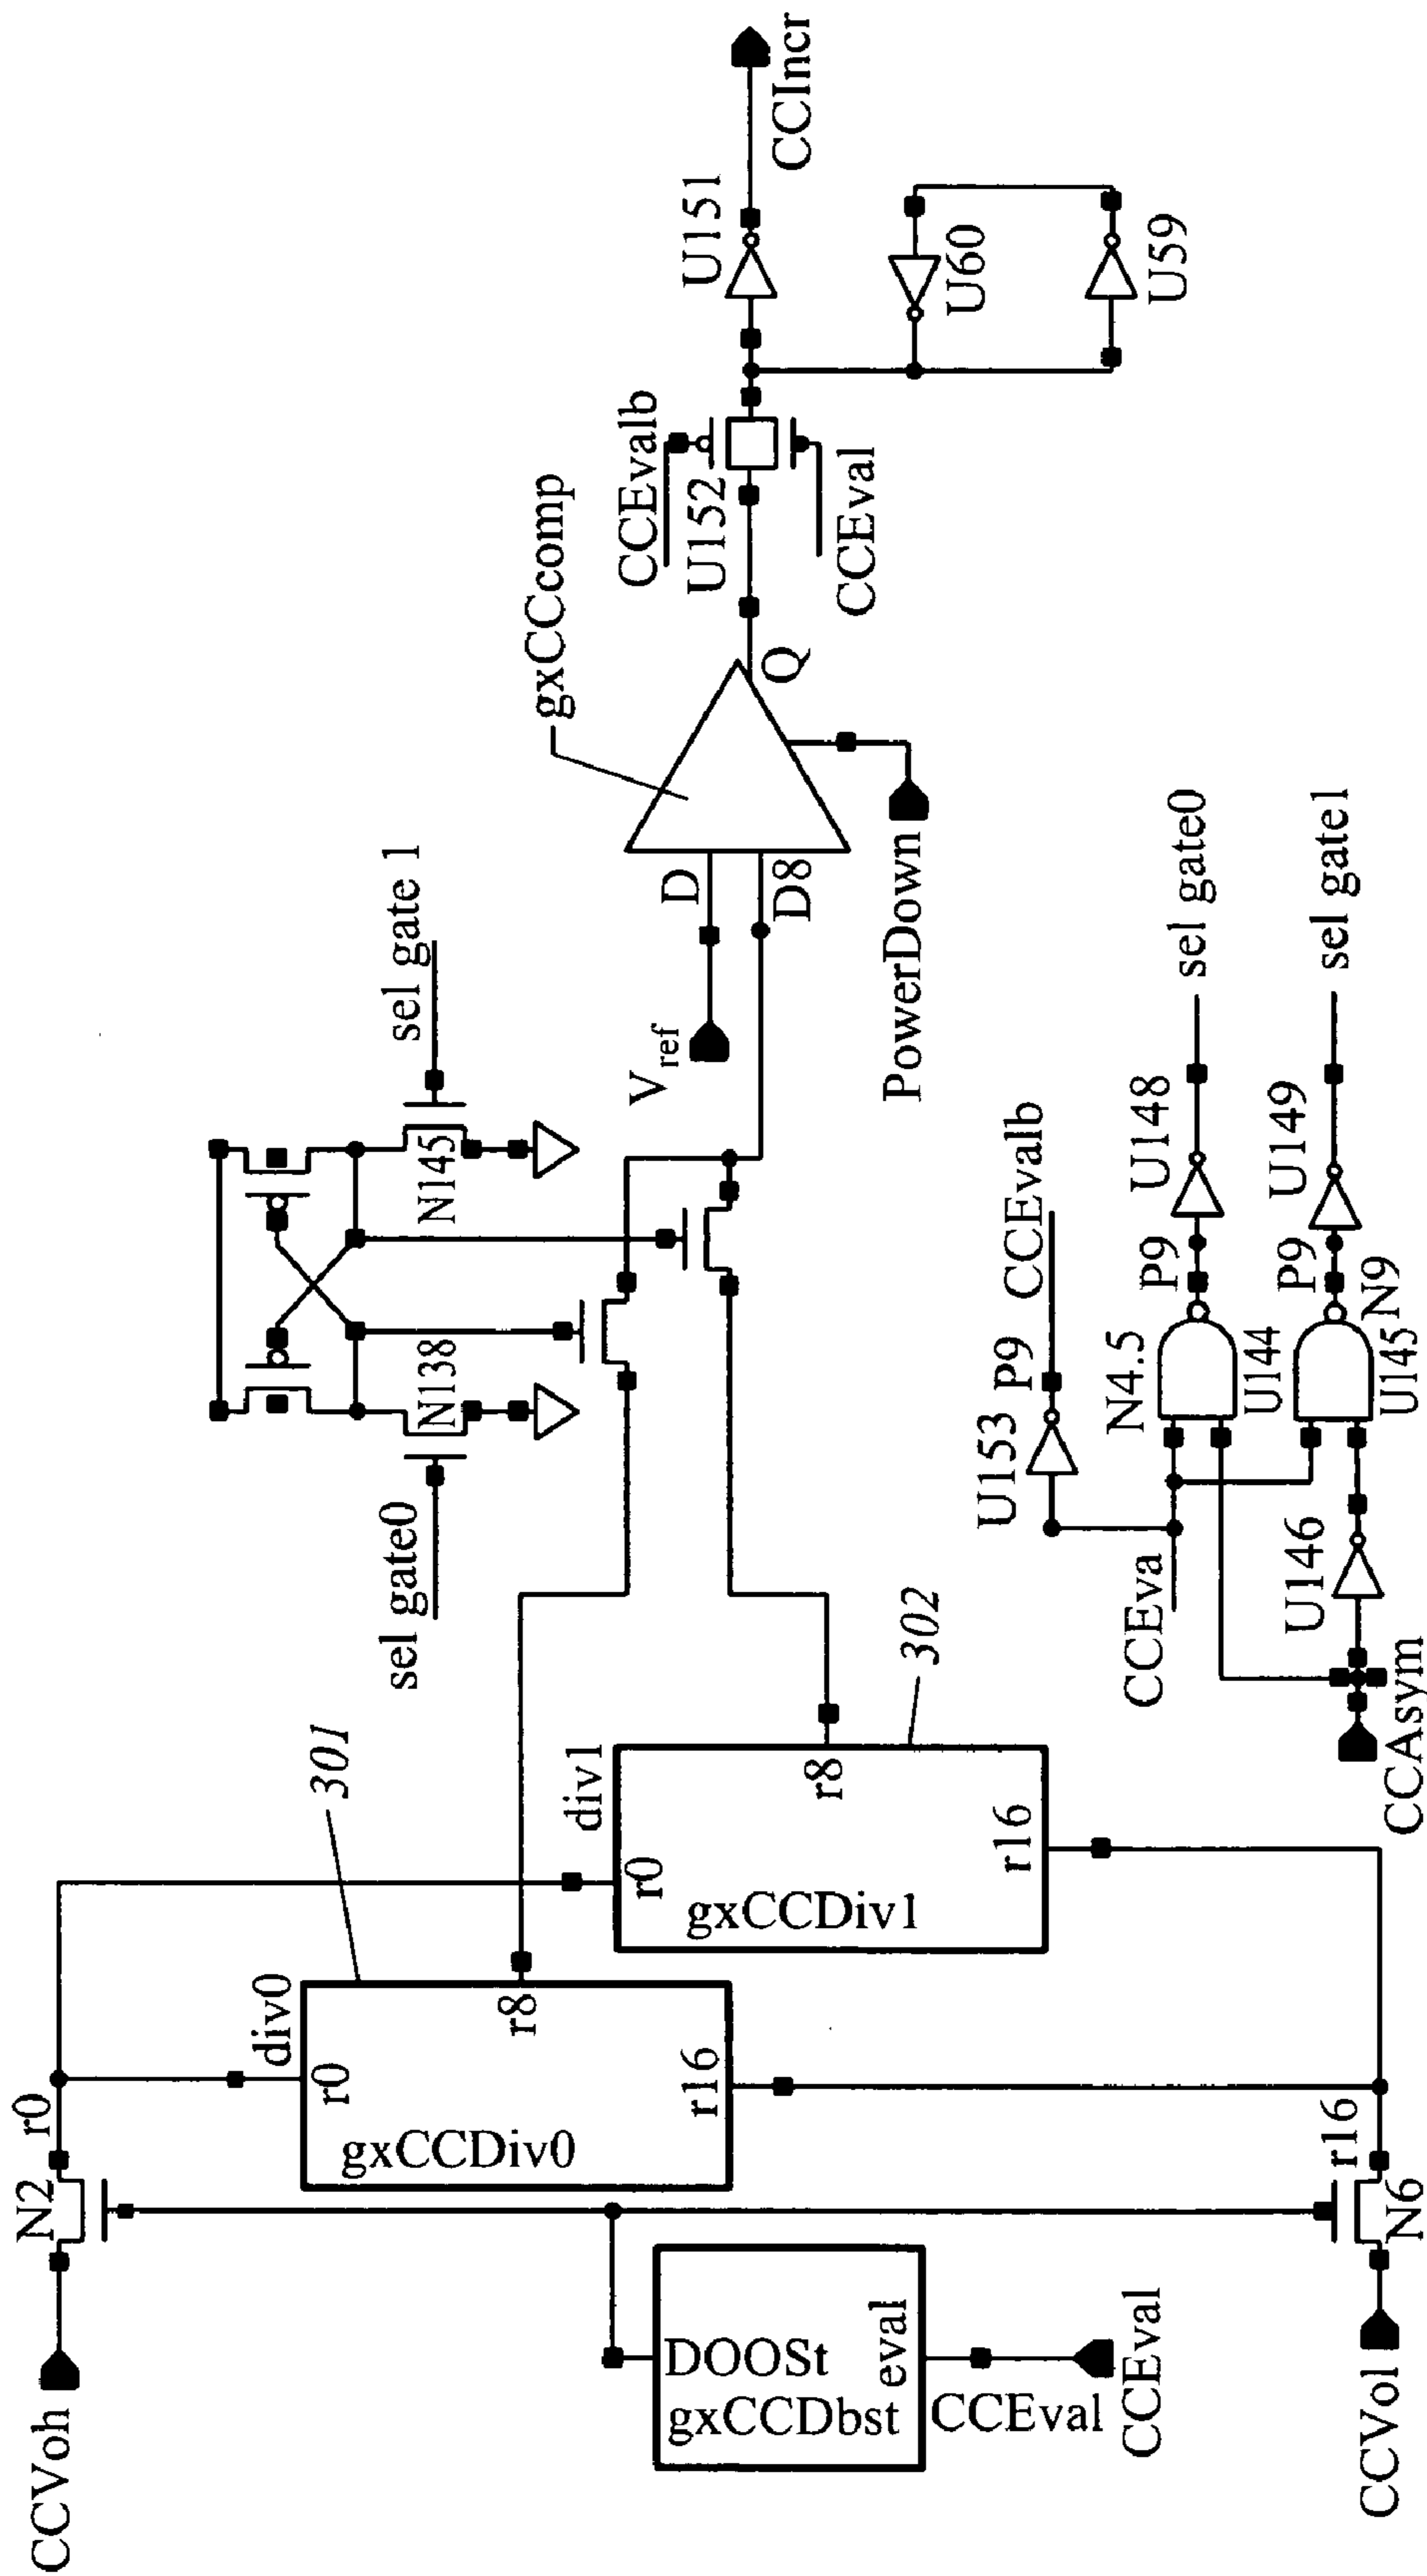 CCVoh
N2
r0
div0
r0
r8
r16
gxCCDiv0
301
div1
r0
r8
r16
gxCCDiv1
302
DOOSt
gxCCDbst
eval
CCEval
CCEval
CCVol
N6
r16
sel gate0
N138
N145
sel gate 1
V ref
D
D8
gxCCcomp
Q
PowerDown
CCEvalb
U152
CCEval
U151
CCIncr
U60
U59
CCEva
U153
P9
CCEvalb
N4.5
U144
P9
U148
sel gate0
CCAsym
U146
U145
N9
P9
U149
sel gate1